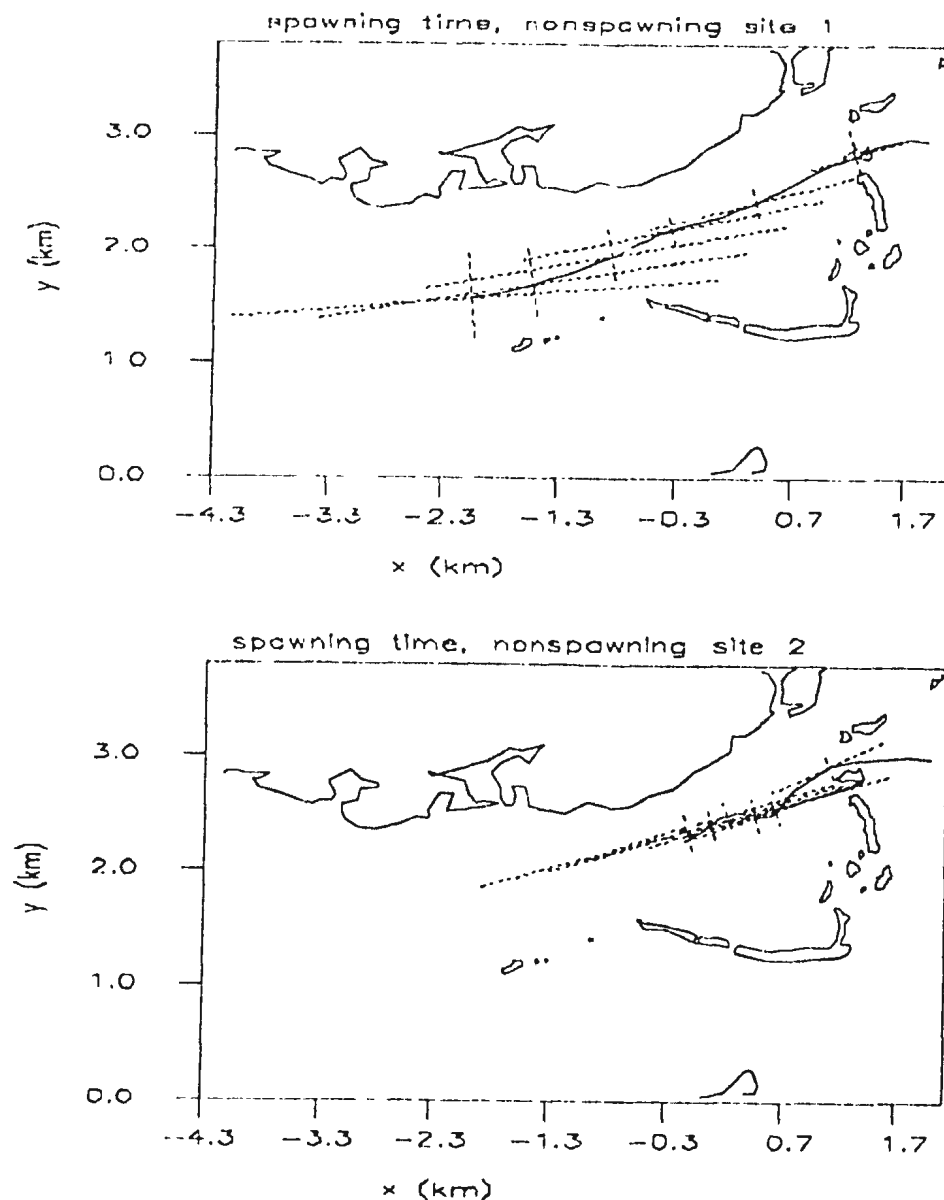 spawning time, nonspawning site 1
3.0
2.0
1 0
0.0
y (km)
-4.3 -3.3 -2.3 -1.3 -0.3 0.7 1.7
x (km)
spawning time, nonspawning site 2
3.0
2.0
1.0
0.0
y (km)
-4.3 -3.3 -2.3 -1.3 -0.3 0.7 1.7
x (km)